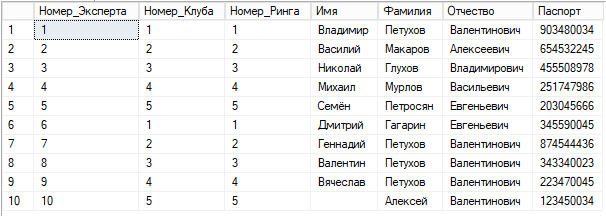 Номер_Эксперта Номер_Клуба Номер_Ринга Имя Фамилия Отчество Паспорт
1 1 1 1 Владимир Петухов Валентинович 903480034
2 2 2 2 Василий Макаров Алексеевич 654532245
3 3 3 3 Николай Глухов Владимирович 455508978
4 4 4 4 Михаил Мурлов Васильевич 251747986
5 5 5 5 Семён Петросян Евгеньевич 203045666
6 6 1 1 Дмитрий Гагарин Евгеньевич 345590045
7 7 2 2 Геннадий Петухов Валентинович 874544436
8 8 3 3 Валентин Петухов Валентинович 343340023
9 9 4 4 Вячеслав Петухов Валентинович 223470045
10 10 5 5 Алексей Валентинович 123450034